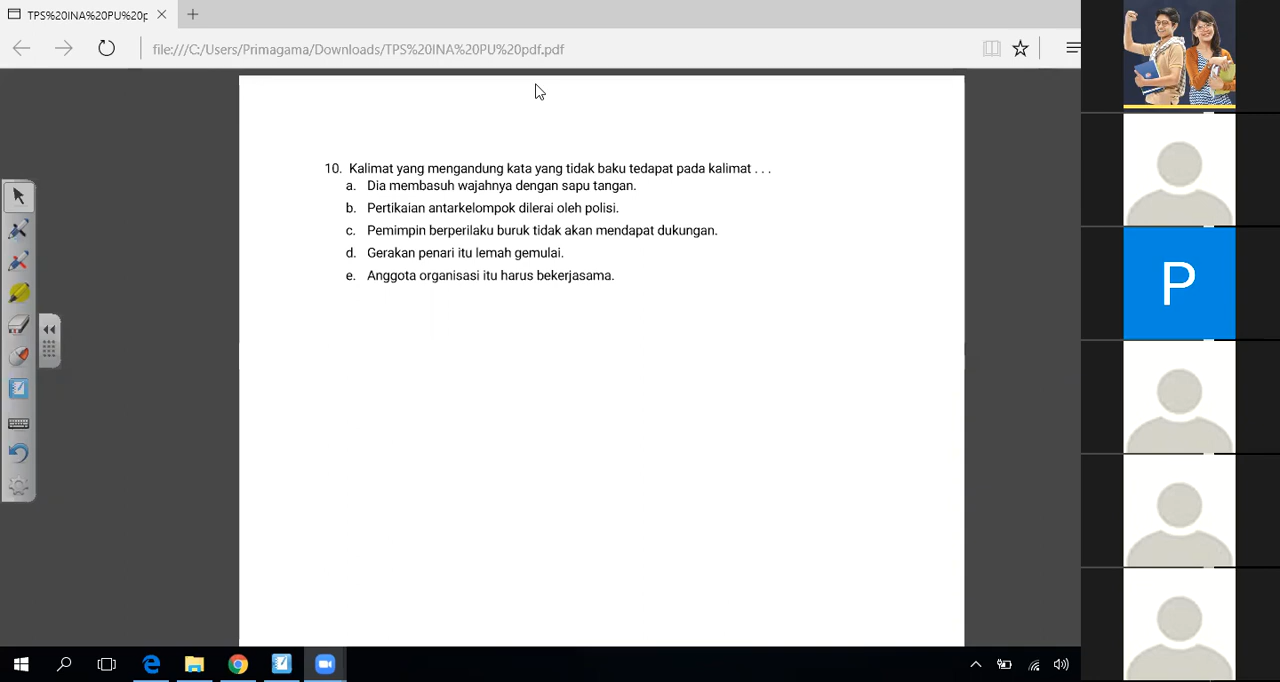 TPS%20INA%20PU%20p
file:///C:/Users/Primagama/Downloads/TPS%20INA%20PU%20pdf.pdf
10. Kalimat yang mengandung kata yang tidak baku tedapat pada kalimat . . .
a. Dia membasuh wajahnya dengan sapu tangan.
b. Pertikaian antarkelompok dilerai oleh polisi.
c. Pemimpin berperilaku buruk tidak akan mendapat dukungan.
d. Gerakan penari itu lemah gemulai.
e. Anggota organisasi itu harus bekerjasama.
P